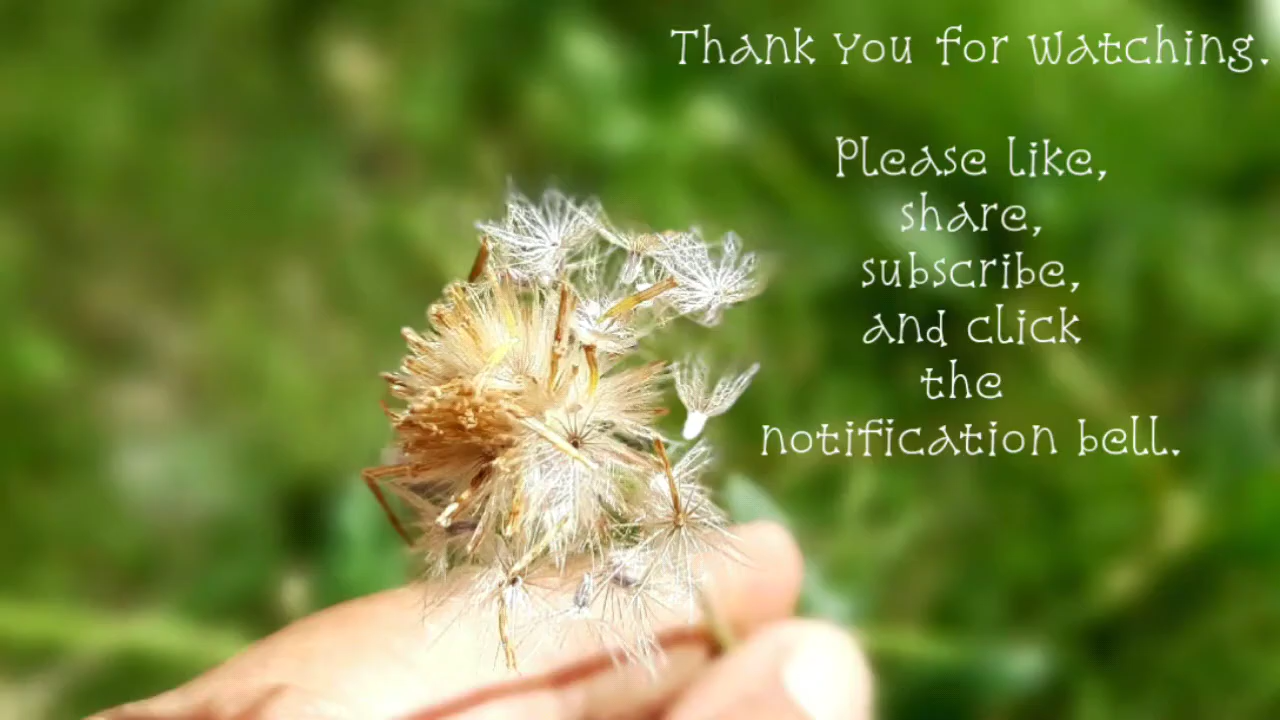 Thank You for Watching.
Please like,
share,
subscribe,
and click
the
notification bell.